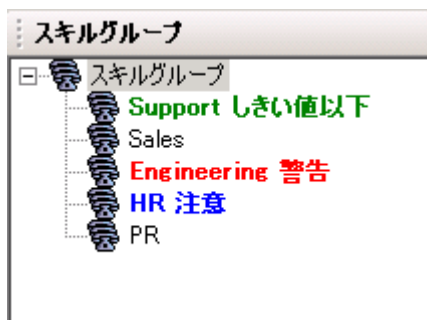 スキルグループ
スキルグループ
Support しきい値以下
Sales
Engineering 警告
HR 注意
PR